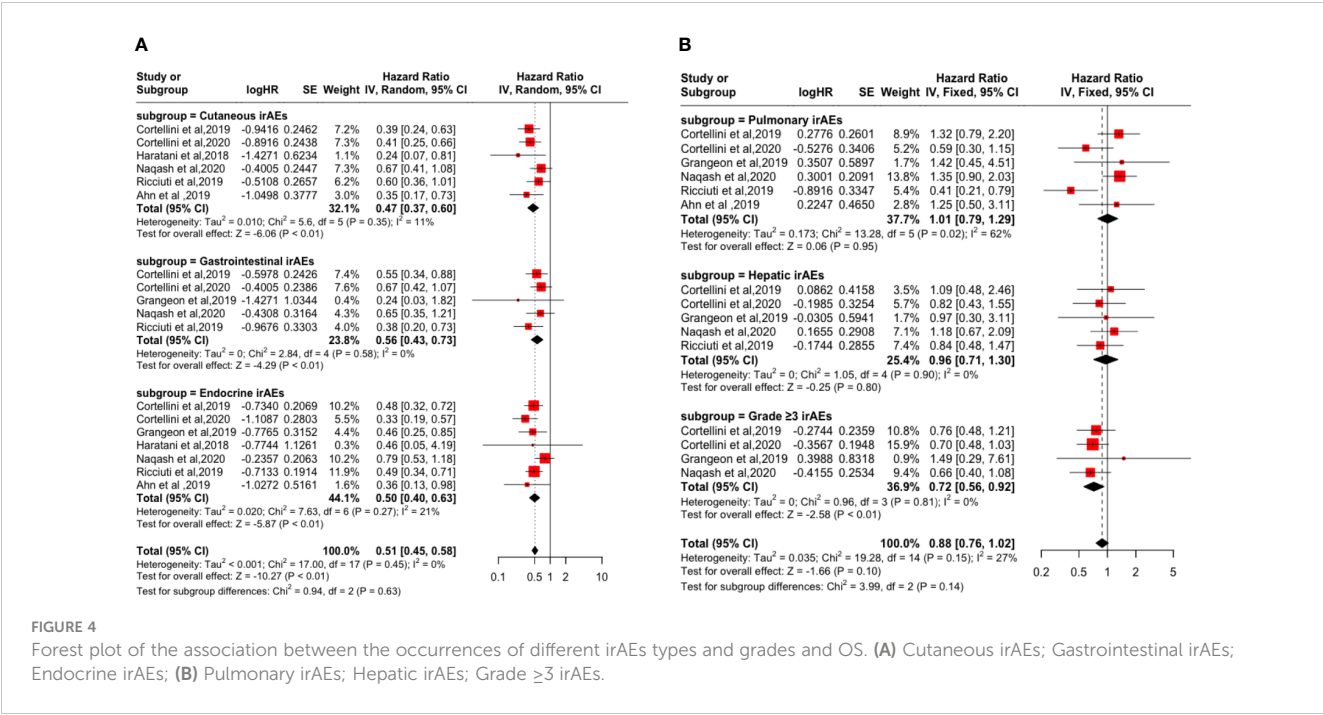 A
Study or Hazard Ratio Hazard Ratio
Subgroup logHR SE Weight IV, Random, 95% CI IV, Random, 95% CI
subgroup = Cutaneous irAEs
Cortellini et al,2019 -0.9416 0.2462 7.2% 0.39 [0.24, 0.63]
Cortellini et al,2020 -0.8916 0.2438 7.3% 0.41 [0.25, 0.66]
Haratani et al,2018 -1.4271 0.6234 1.1% 0.24 [0.07, 0.81]
Naqash et al,2020 -0.4005 0.2447 7.3% 0.67 [0.41, 1.08]
Ricciuti et al,2019 -0.5108 0.2657 6.2% 0.60 [0.36, 1.01]
Ahn et al ,2019 -1.0498 0.3777 3.0% 0.35 [0.17, 0.73]
Total (95% CI) 32.1% 0.47 [0.37, 0.60]
Heterogeneity: Tau² = 0.010; Chi² = 5.6, df = 5 (P = 0.35); I² = 11%
Test for overall effect: Z = -6.06 (P < 0.01)
subgroup = Gastrointestinal irAEs
Cortellini et al,2019 -0.5978 0.2426 7.4% 0.55 [0.34, 0.88]
Cortellini et al,2020 -0.4005 0.2386 7.6% 0.67 [0.42, 1.07]
Grangeon et al,2019 -1.4271 1.0344 0.4% 0.24 [0.03, 1.82]
Naqash et al,2020 -0.4308 0.3164 4.3% 0.65 [0.35, 1.21]
Ricciuti et al,2019 -0.9676 0.3303 4.0% 0.38 [0.20, 0.73]
Total (95% CI) 23.8% 0.56 [0.43, 0.73]
Heterogeneity: Tau² = 0; Chi² = 2.84, df = 4 (P = 0.58); I² = 0%
Test for overall effect: Z = -4.29 (P < 0.01)
subgroup = Endocrine irAEs
Cortellini et al,2019 -0.7340 0.2069 10.2% 0.48 [0.32, 0.72]
Cortellini et al,2020 -1.1087 0.2803 5.5% 0.33 [0.19, 0.57]
Grangeon et al,2019 -0.7765 0.3152 4.4% 0.46 [0.25, 0.85]
Haratani et al,2018 -0.7744 1.1261 0.3% 0.46 [0.05, 4.19]
Naqash et al,2020 -0.2357 0.2063 10.2% 0.79 [0.53, 1.18]
Ricciuti et al,2019 -0.7133 0.1914 11.9% 0.49 [0.34, 0.71]
Ahn et al,2019 -1.0272 0.5161 1.6% 0.36 [0.13, 0.98]
Total (95% CI) 44.1% 0.50 [0.40, 0.63]
Heterogeneity: Tau² = 0.020; Chi² = 7.63, df = 6 (P = 0.27); I² = 21%
Test for overall effect: Z = -5.87 (P < 0.01)
Total (95% CI) 100.0% 0.51 [0.45, 0.58]
Heterogeneity: Tau² < 0.001; Chi² = 17.00, df = 17 (P = 0.45); I² = 0%
Test for overall effect: Z = -10.27 (P < 0.01)
Test for subgroup differences: Chi² = 0.94, df = 2 (P = 0.63)
0.1 0.5 1 2 10
B
Study or Hazard Ratio Hazard Ratio
Subgroup logHR SE Weight IV, Fixed, 95% CI IV, Fixed, 95% CI
subgroup = Pulmonary irAEs
Cortellini et al,2019 0.2776 0.2601 8.9% 1.32 [0.79, 2.20]
Cortellini et al,2020 -0.5276 0.3406 5.2% 0.59 [0.30, 1.15]
Grangeon et al,2019 0.3507 0.5897 1.7% 1.42 [0.45, 4.51]
Naqash et al,2020 0.3001 0.2091 13.8% 1.35 [0.90, 2.03]
Ricciuti et al,2019 -0.8916 0.3347 5.4% 0.41 [0.21, 0.79]
Ahn et al ,2019 0.2247 0.4650 2.8% 1.25 [0.50, 3.11]
Total (95% CI) 37.7% 1.01 [0.79, 1.29]
Heterogeneity: Tau² = 0.173; Chi² = 13.28, df = 5 (P = 0.02); I² = 62%
Test for overall effect: Z = 0.06 (P = 0.95)
subgroup = Hepatic irAEs
Cortellini et al,2019 0.0862 0.4158 3.5% 1.09 [0.48, 2.46]
Cortellini et al,2020 -0.1985 0.3254 5.7% 0.82 [0.43, 1.55]
Grangeon et al,2019 -0.0305 0.5941 1.7% 0.97 [0.30, 3.11]
Naqash et al,2020 0.1655 0.2908 7.1% 1.18 [0.67, 2.09]
Ricciuti et al,2019 -0.1744 0.2855 7.4% 0.84 [0.48, 1.47]
Total (95% CI) 25.4% 0.96 [0.71, 1.30]
Heterogeneity: Tau² = 0; Chi² = 1.05, df = 4 (P = 0.90); I² = 0%
Test for overall effect: Z = -0.25 (P = 0.80)
subgroup = Grade ≥3 irAEs
Cortellini et al,2019 -0.2744 0.2359 10.8% 0.76 [0.48, 1.21]
Cortellini et al,2020 -0.3567 0.1948 15.9% 0.70 [0.48, 1.03]
Grangeon et al,2019 0.3988 0.8318 0.9% 1.49 [0.29, 7.61]
Naqash et al,2020 -0.4155 0.2534 9.4% 0.66 [0.40, 1.08]
Total (95% CI) 36.9% 0.72 [0.56, 0.92]
Heterogeneity: Tau² = 0; Chi² = 0.96, df = 3 (P = 0.81); I² = 0%
Test for overall effect: Z = -2.58 (P < 0.01)
Total (95% CI) 100.0% 0.88 [0.76, 1.02]
Heterogeneity: Tau² = 0.035; Chi² = 19.28, df = 14 (P = 0.15); I² = 27%
Test for overall effect: Z = -1.66 (P = 0.10)
Test for subgroup differences: Chi² = 3.99, df = 2 (P = 0.14)
0.2 0.5 1 2 5
FIGURE 4
Forest plot of the association between the occurrences of different irAEs types and grades and OS. (A) Cutaneous irAEs; Gastrointestinal irAEs;
Endocrine irAEs; (B) Pulmonary irAEs; Hepatic irAEs; Grade ≥3 irAEs.